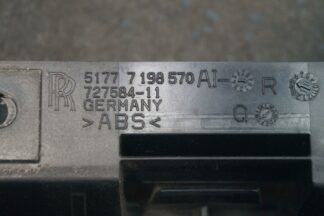 RR 5177 7 198 570 AI- R
727584-11
GERMANY G
>ABS<